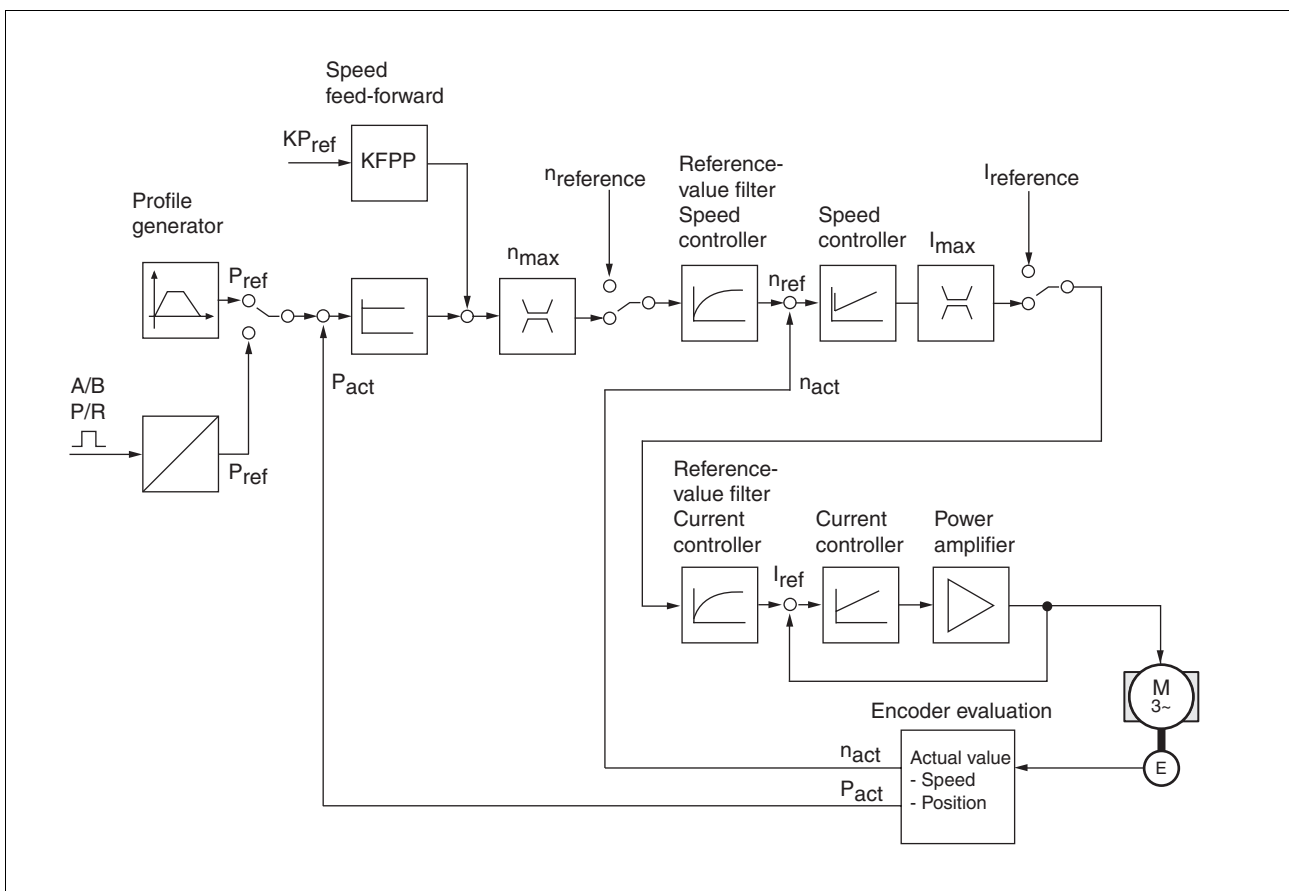 Speed
feed-forward
KPref
KFPP
nreference
Reference-
value filter
Speed
controller
Speed
controller
Ireference
Profile
generator
Pref
nmax
nref
Imax
A/B
P/R
Pact
nact
Pref
Reference-
value filter
Current
controller
Current
controller
Power
amplifier
Iref
M
3~
Encoder evaluation
nact
Pact
Actual value
- Speed
- Position
E